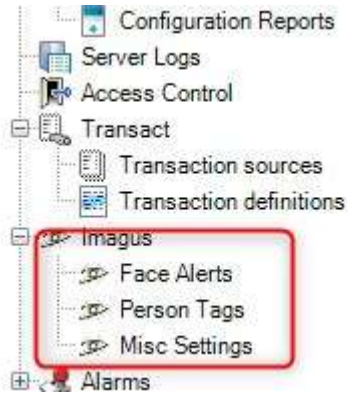 Configuration Reports
Server Logs
Access Control
Transact
Transaction sources
Transaction definitions
Imagus
Face Alerts
Person Tags
Misc Settings
Alarms